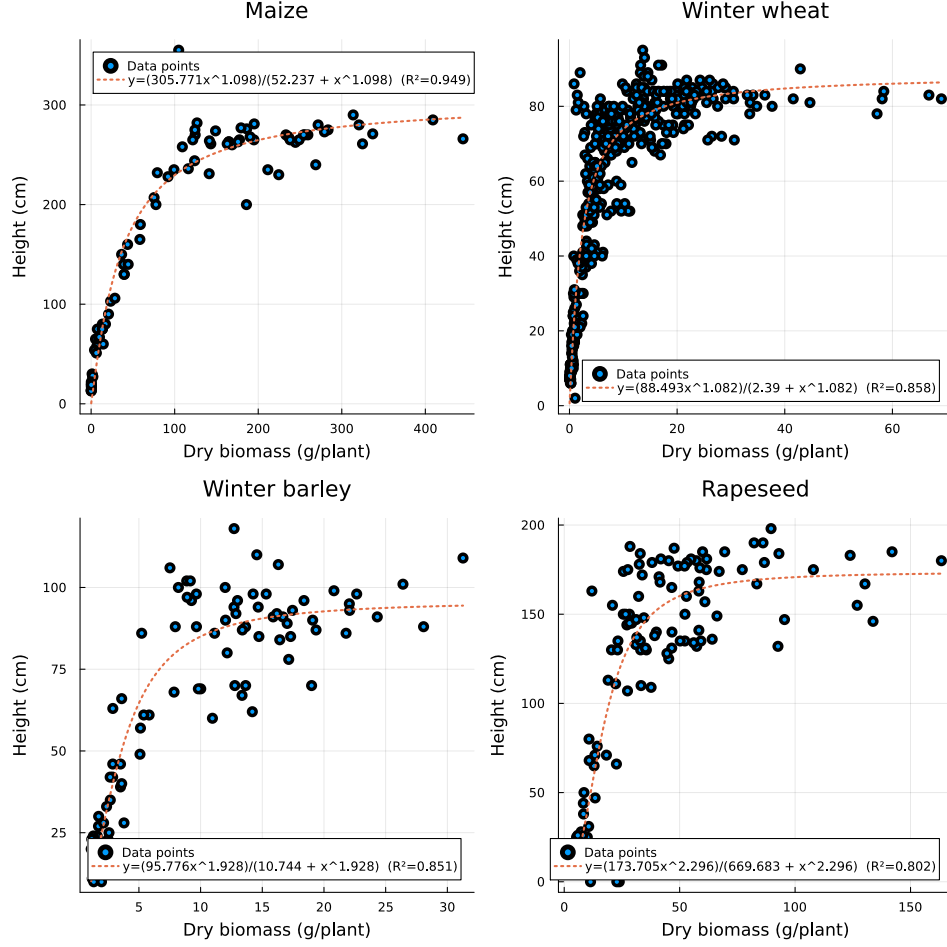 Maize
Winter wheat
Height (cm)
300
200
100
0
Data points
y=(305.771x^1.098)/(52.237 + x^1.098)  (R²=0.949)
0
100
200
300
400
Dry biomass (g/plant)
Height (cm)
80
60
40
20
0
Data points
y=(88.493x^1.082)/(2.39 + x^1.082)  (R²=0.858)
0
20
40
60
Dry biomass (g/plant)
Winter barley
Rapeseed
Height (cm)
100
75
50
25
Data points
y=(95.776x^1.928)/(10.744 + x^1.928)  (R²=0.851)
5
10
15
20
25
30
Dry biomass (g/plant)
Height (cm)
200
150
100
50
0
Data points
y=(173.705x^2.296)/(669.683 + x^2.296)  (R²=0.802)
0
50
100
150
Dry biomass (g/plant)